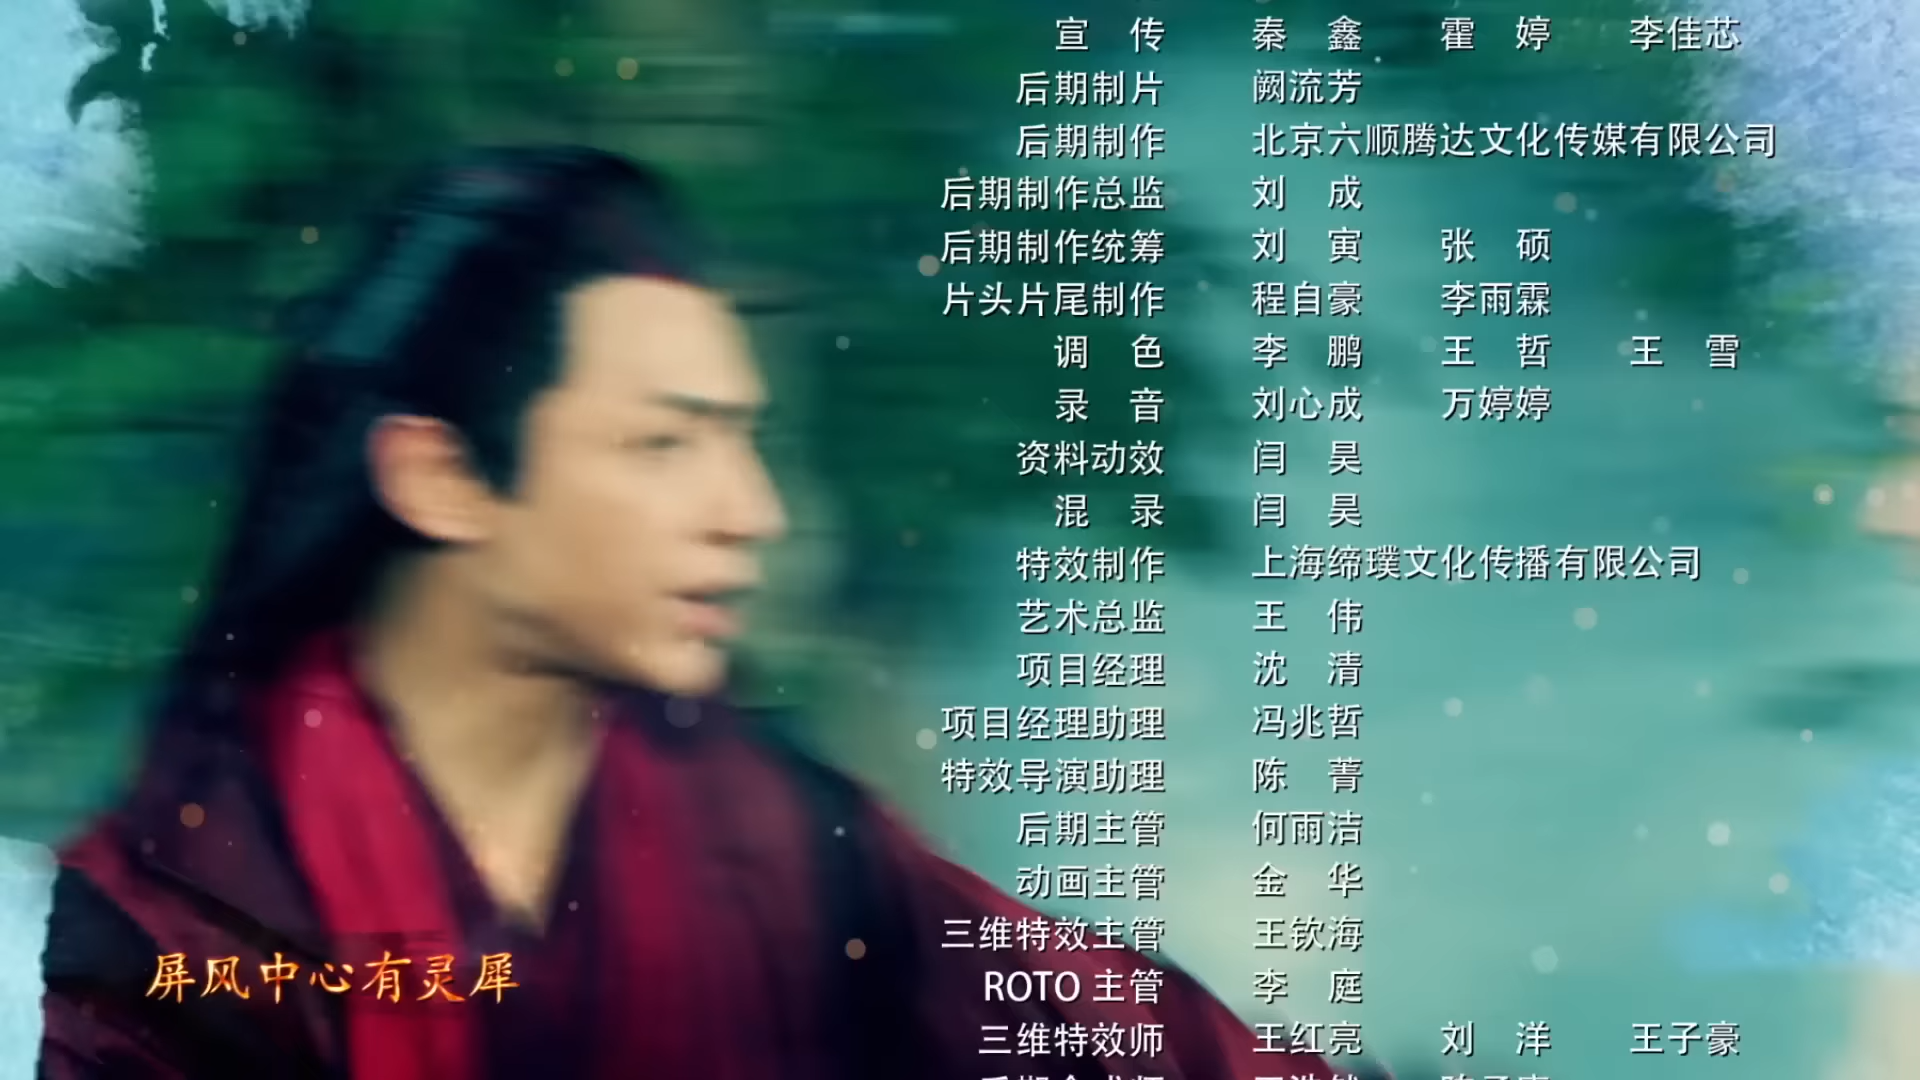 宣 传 秦 鑫 霍 婷 李佳芯
后期制片 阙流芳
后期制作 北京六顺腾达文化传媒有限公司
后期制作总监 刘 成
后期制作统筹 刘 寅 张 硕
片头片尾制作 程自豪 李雨霖
调 色 李 鹏 王 哲 王 雪
录 音 刘心成 万婷婷
资料动效 闫 昊
混 录 闫 昊
特效制作 上海缔璞文化传播有限公司
艺术总监 王 伟
项目经理 沈 清
项目经理助理 冯兆哲
特效导演助理 陈 菁
后期主管 何雨洁
动画主管 金 华
三维特效主管 王钦海
ROTO 主管 李 庭
三维特效师 王红亮 刘 洋 王子豪
屏风中心有灵犀